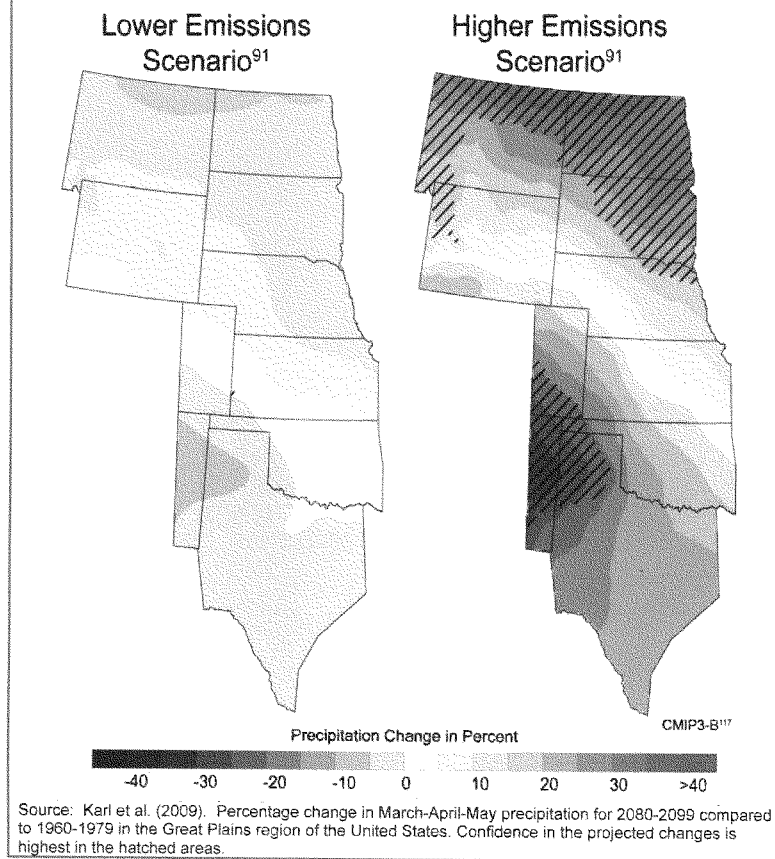 Lower Emissions
Scenario91
Higher Emissions
Scenario91
CMIP3-B117
Precipitation Change in Percent
-40 -30 -20 -10 0 10 20 30 >40
Source: Karl et al. (2009). Percentage change in March-April-May precipitation for 2080-2099 compared
to 1960-1979 in the Great Plains region of the United States. Confidence in the projected changes is
highest in the hatched areas.